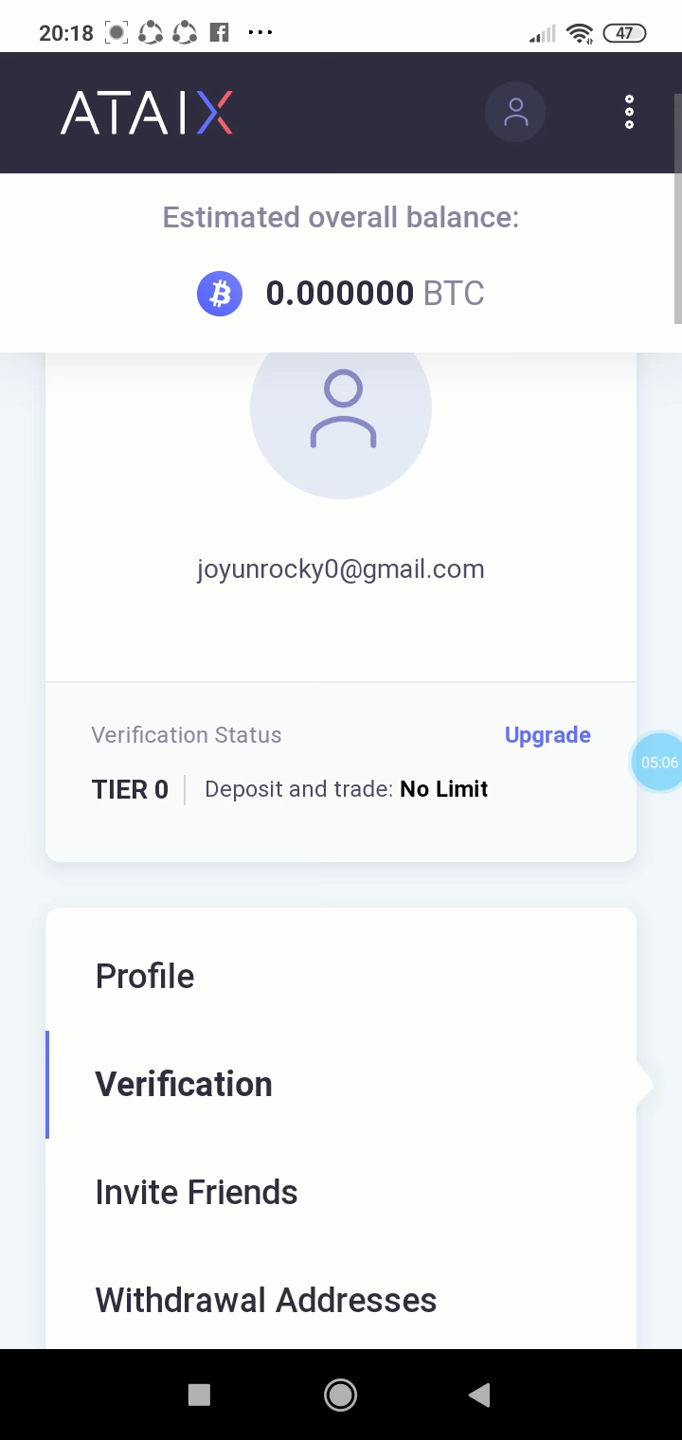 20:18
47
ATAIX
Estimated overall balance:
0.000000 BTC
joyunrocky0@gmail.com
Verification Status
Upgrade
TIER 0
Deposit and trade: No Limit
05:06
Profile
Verification
Invite Friends
Withdrawal Addresses